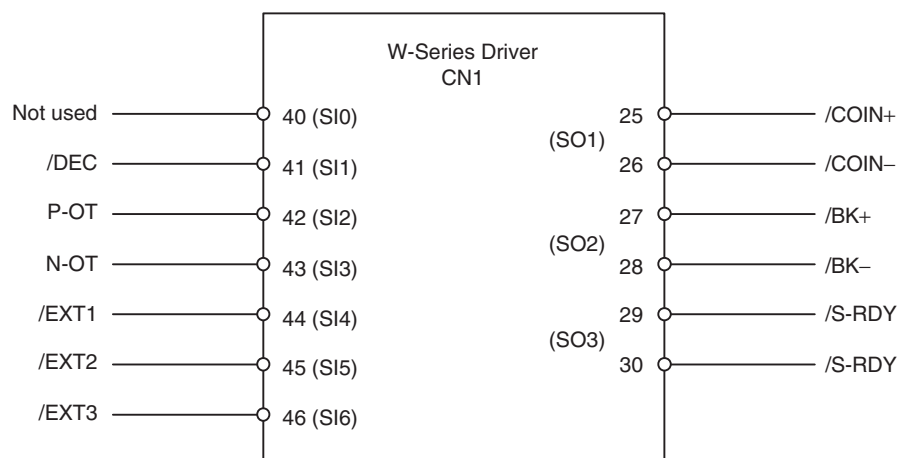 W-Series Driver
CN1
Not used
40 (SI0)
25
/COIN+
(SO1)
/DEC
41 (SI1)
26
/COIN−
P-OT
42 (SI2)
27
/BK+
(SO2)
N-OT
43 (SI3)
28
/BK−
/EXT1
44 (SI4)
29
/S-RDY
(SO3)
/EXT2
45 (SI5)
30
/S-RDY
/EXT3
46 (SI6)